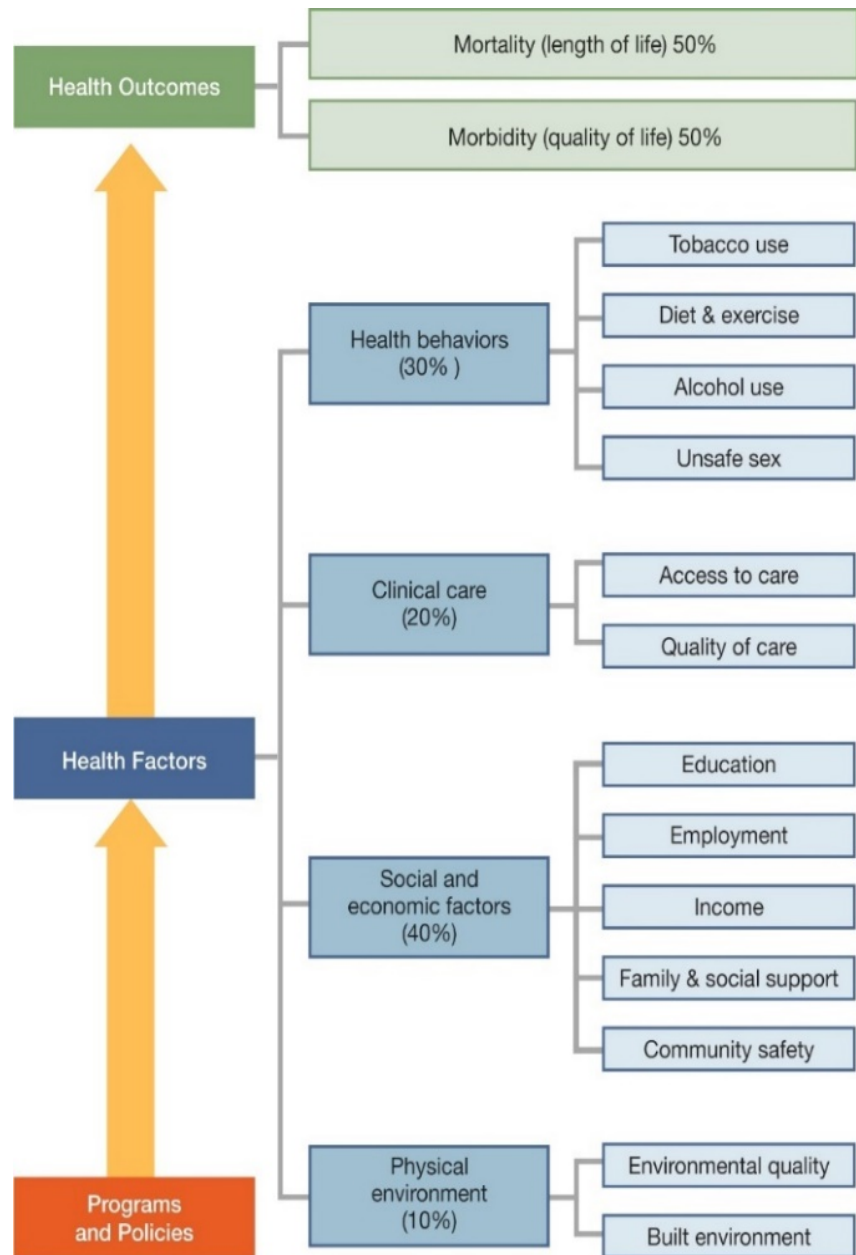 Health Outcomes
Mortality (length of life) 50%
Morbidity (quality of life) 50%
Health Factors
Health behaviors
(30% )
Tobacco use
Diet & exercise
Alcohol use
Unsafe sex
Clinical care
(20%)
Access to care
Quality of care
Social and
economic factors
(40%)
Education
Employment
Income
Family & social support
Community safety
Physical
environment
(10%)
Environmental quality
Built environment
Programs
and Policies